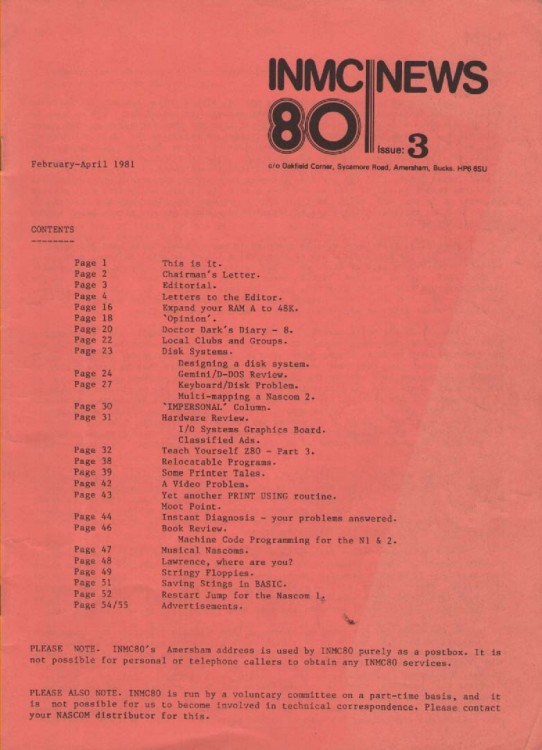 INMC NEWS
80 Issue: 3
c/o Oakfield Corner, Sycamore Road, Amersham, Bucks. HP6 6SU
February-April 1981
CONTENTS
--------
Page 1 This is it.
Page 2 Chairman's Letter.
Page 3 Editorial.
Page 4 Letters to the Editor.
Page 16 Expand your RAM A to 48K.
Page 18 'Opinion'.
Page 20 Doctor Dark's Diary - 8.
Page 22 Local Clubs and Groups.
Page 23 Disk Systems.
Designing a disk system.
Page 24 Gemini/D-DOS Review.
Page 27 Keyboard/Disk Problem.
Multi-mapping a Nascom 2.
Page 30 'IMPERSONAL' Column.
Page 31 Hardware Review.
I/O Systems Graphics Board.
Classified Ads.
Page 32 Teach Yourself Z80 - Part 3.
Page 38 Relocatable Programs.
Page 39 Some Printer Tales.
Page 42 A Video Problem.
Page 43 Yet another PRINT USING routine.
Moot Point.
Page 44 Instant Diagnosis - your problems answered.
Page 46 Book Review.
Machine Code Programming for the N1 & 2.
Page 47 Musical Nascoms.
Page 48 Lawrence, where are you?
Page 49 Stringy Floppies.
Page 51 Saving Stings in BASIC.
Page 52 Restart Jump for the Nascom 1.
Page 54/55 Advertisements.
PLEASE NOTE. INMC80's Amersham address is used by INMC80 purely as a postbox. It is
not possible for personal or telephone callers to obtain any INMC80 services.
PLEASE ALSO NOTE. INMC80 is run by a voluntary committee on a part-time basis, and it
is not possible for us to become involved in technical correspondence. Please contact
your NASCOM distributor for this.